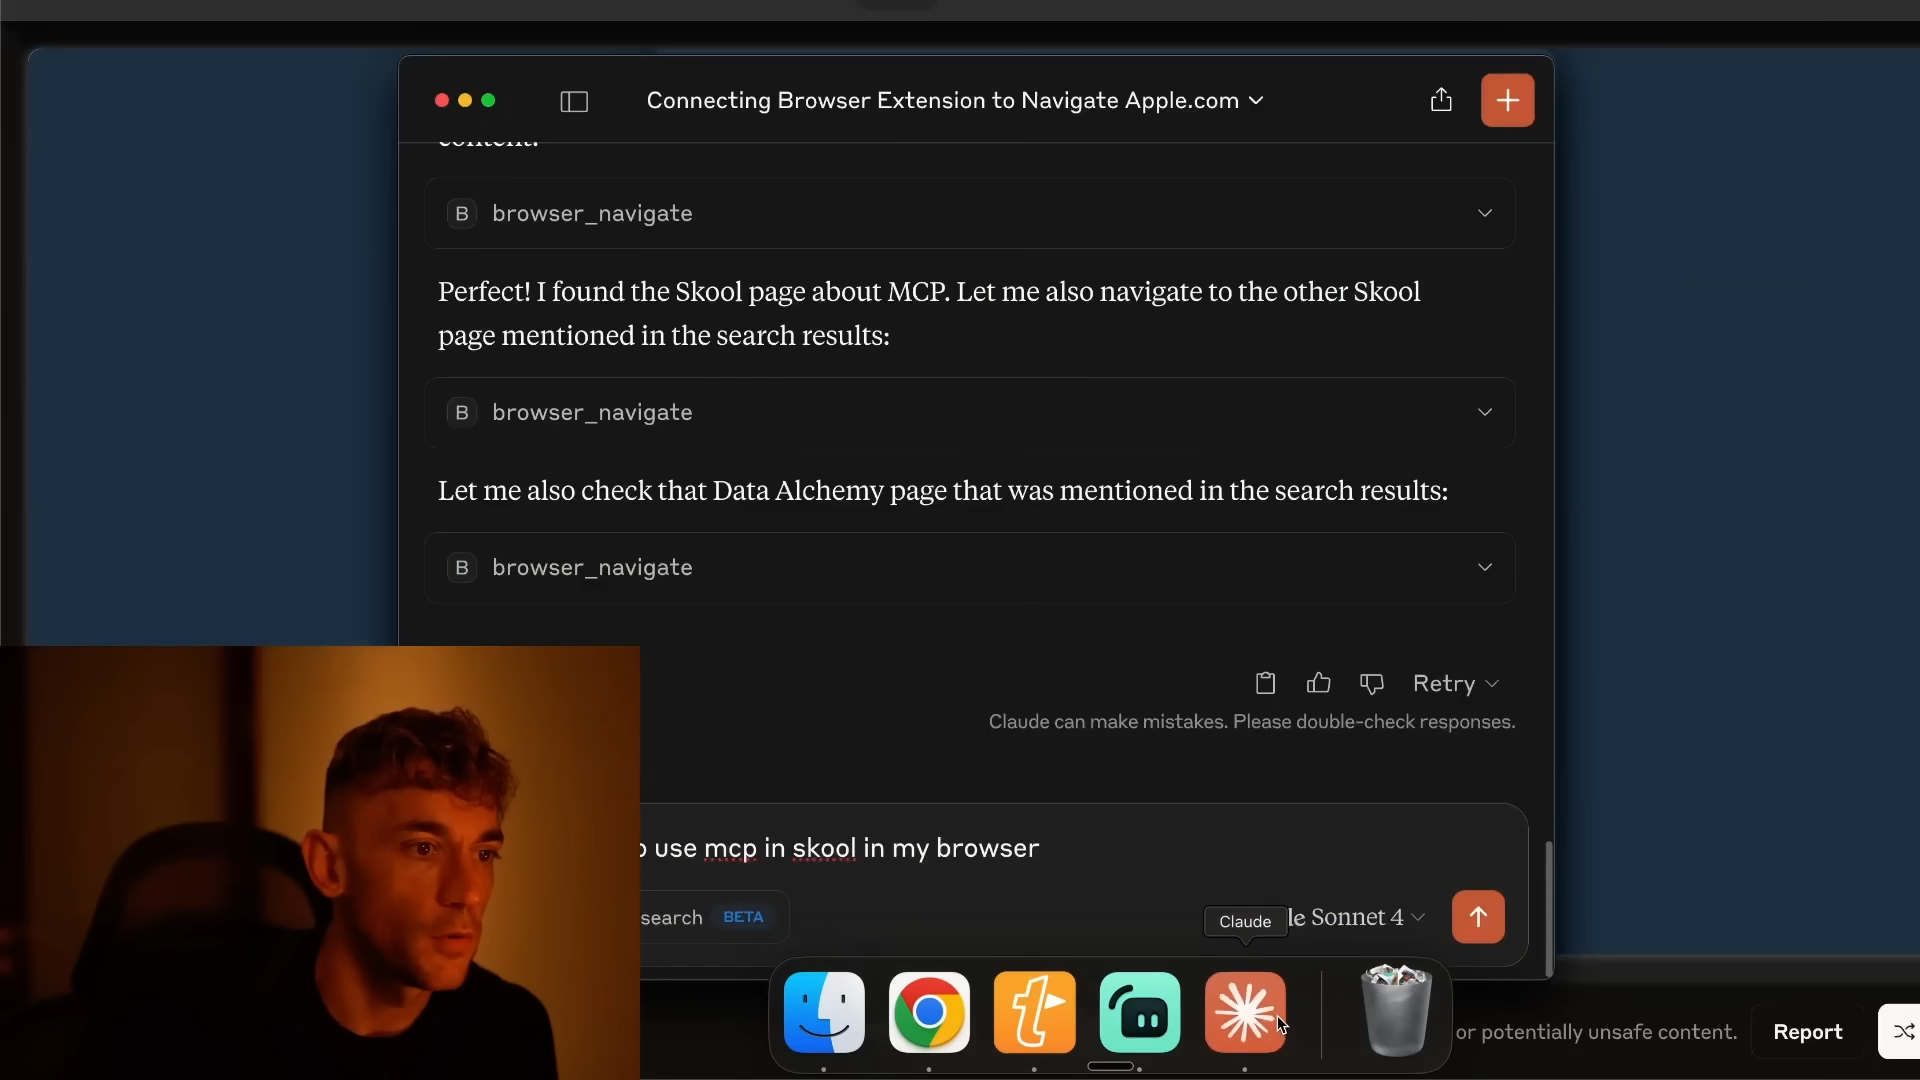 Connecting Browser Extension to Navigate Apple.com
B browser_navigate
Perfect! I found the Skool page about MCP. Let me also navigate to the other Skool
page mentioned in the search results:
B browser_navigate
Let me also check that Data Alchemy page that was mentioned in the search results:
B browser_navigate
Retry
Claude can make mistakes. Please double-check responses.
use mcp in skool in my browser
search BETA
Claude
le Sonnet 4
or potentially unsafe content.
Report